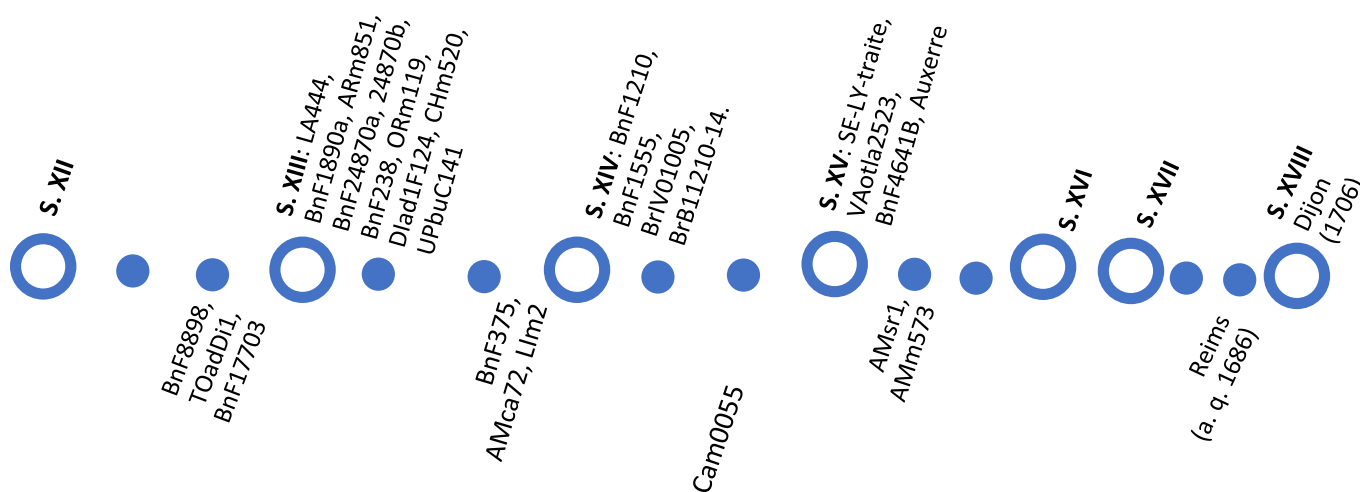 S. XII
BnF8898,
TOadDi1,
BnF17703
S. XIII: LA444,
BnF1890a, ARm851,
BnF24870a, 24870b,
BnF238, ORm119,
Dlad1F124, CHm520,
UPbuC141
BnF375,
AMca72, LIm2
S. XIV: BnF1210,
BnF1555,
BrIV01005,
BrB11210-14.
Cam0055
S. XV: SE-LY-traite,
VAotla2523,
BnF4641B, Auxerre
AMsr1,
AMm573
S. XVI
S. XVII
Reims
(a. q. 1686)
S. XVIII
Dijon
(1706)